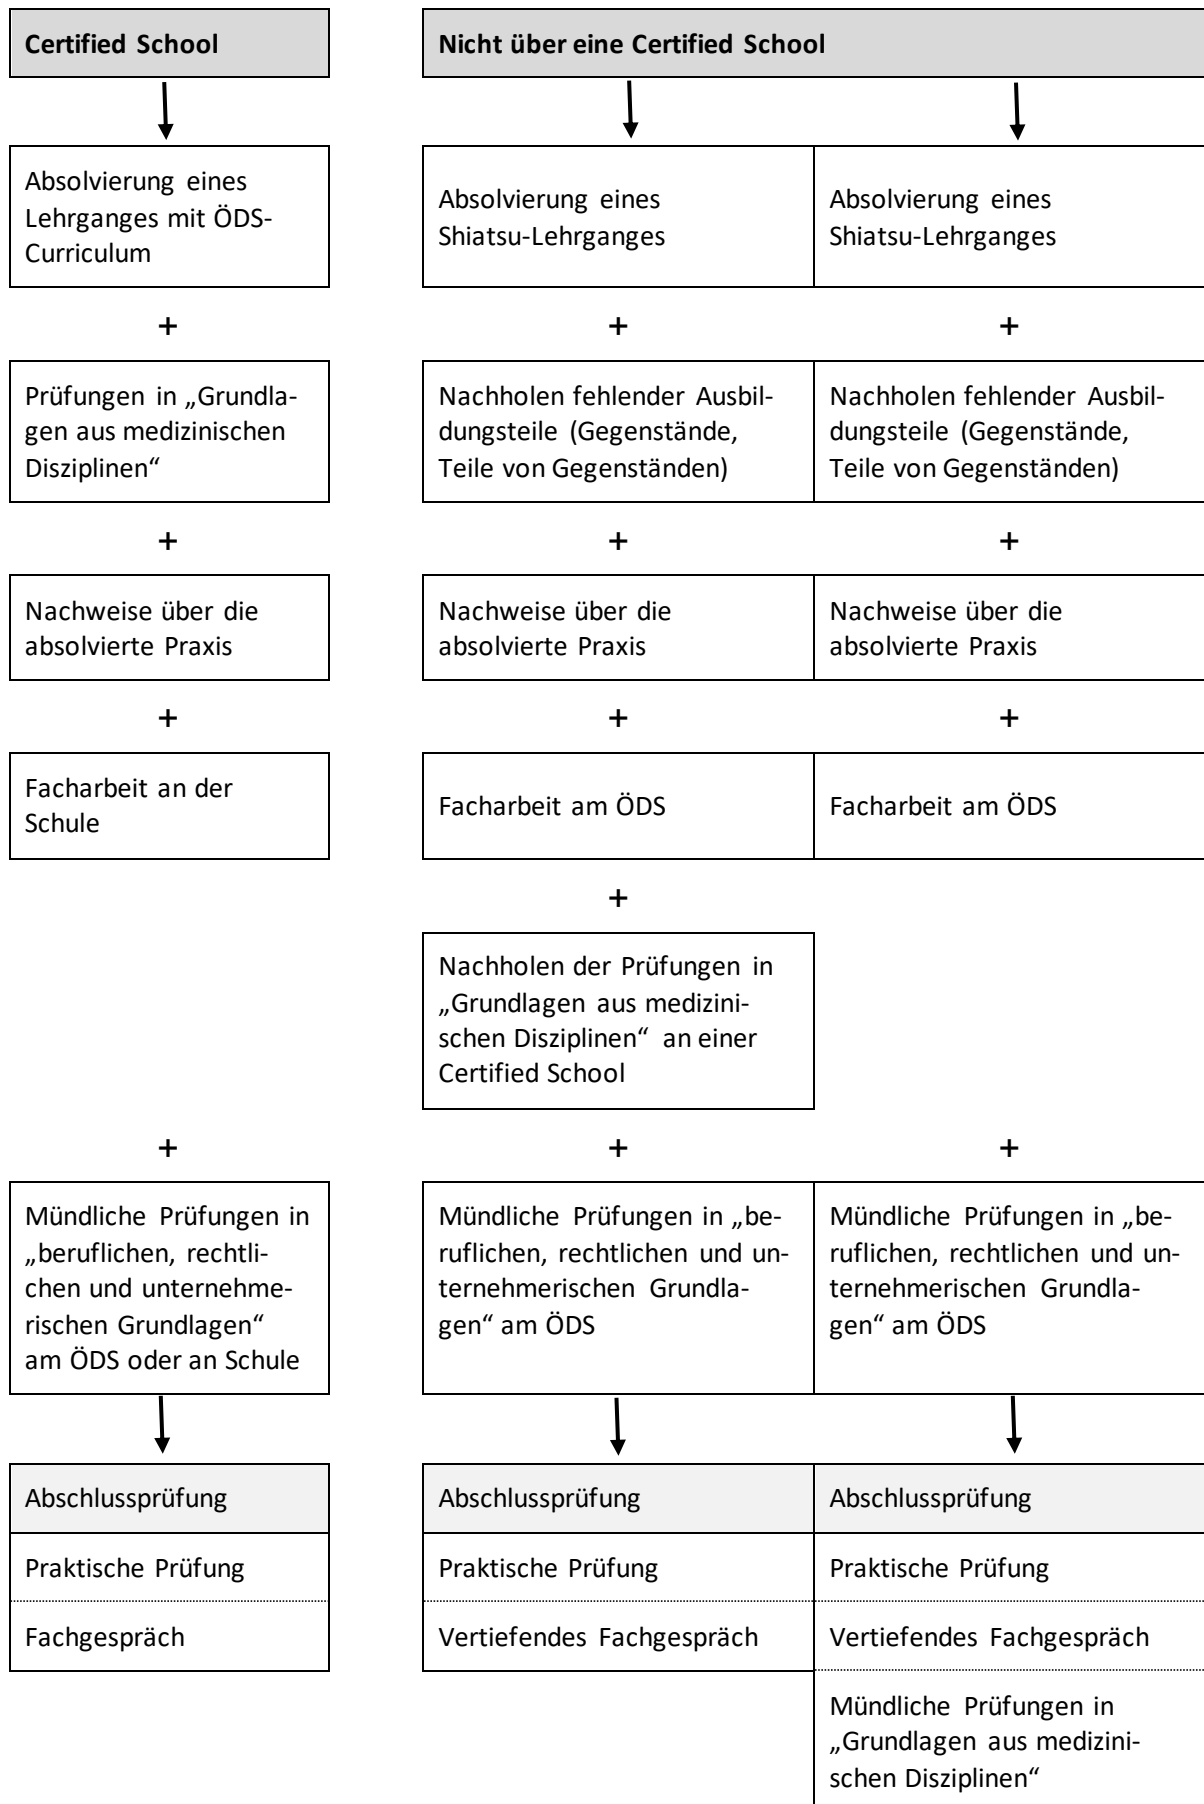 Certified School
Nicht über eine Certified School
Absolvierung eines
Lehrganges mit ÖDS-
Curriculum
Absolvierung eines
Shiatsu-Lehrganges
Absolvierung eines
Shiatsu-Lehrganges
+
+
+
Prüfungen in „Grundla-
gen aus medizinischen
Disziplinen“
Nachholen fehlender Ausbil-
dungsteile (Gegenstände,
Teile von Gegenständen)
Nachholen fehlender Ausbil-
dungsteile (Gegenstände,
Teile von Gegenständen)
+
+
+
Nachweise über die
absolvierte Praxis
Nachweise über die
absolvierte Praxis
Nachweise über die
absolvierte Praxis
+
+
+
Facharbeit an der
Schule
Facharbeit am ÖDS
Facharbeit am ÖDS
+
Nachholen der Prüfungen in
„Grundlagen aus medizini-
schen Disziplinen“ an einer
Certified School
+
+
+
Mündliche Prüfungen in
„beruflichen, rechtli-
chen und unternehme-
rischen Grundlagen“
am ÖDS oder an Schule
Mündliche Prüfungen in „be-
ruflichen, rechtlichen und un-
ternehmerischen Grundla-
gen“ am ÖDS
Mündliche Prüfungen in „be-
ruflichen, rechtlichen und un-
ternehmerischen Grundla-
gen“ am ÖDS
Abschlussprüfung
Abschlussprüfung
Abschlussprüfung
Praktische Prüfung
Praktische Prüfung
Praktische Prüfung
Fachgespräch
Vertiefendes Fachgespräch
Vertiefendes Fachgespräch
Mündliche Prüfungen in
„Grundlagen aus medizini-
schen Disziplinen“